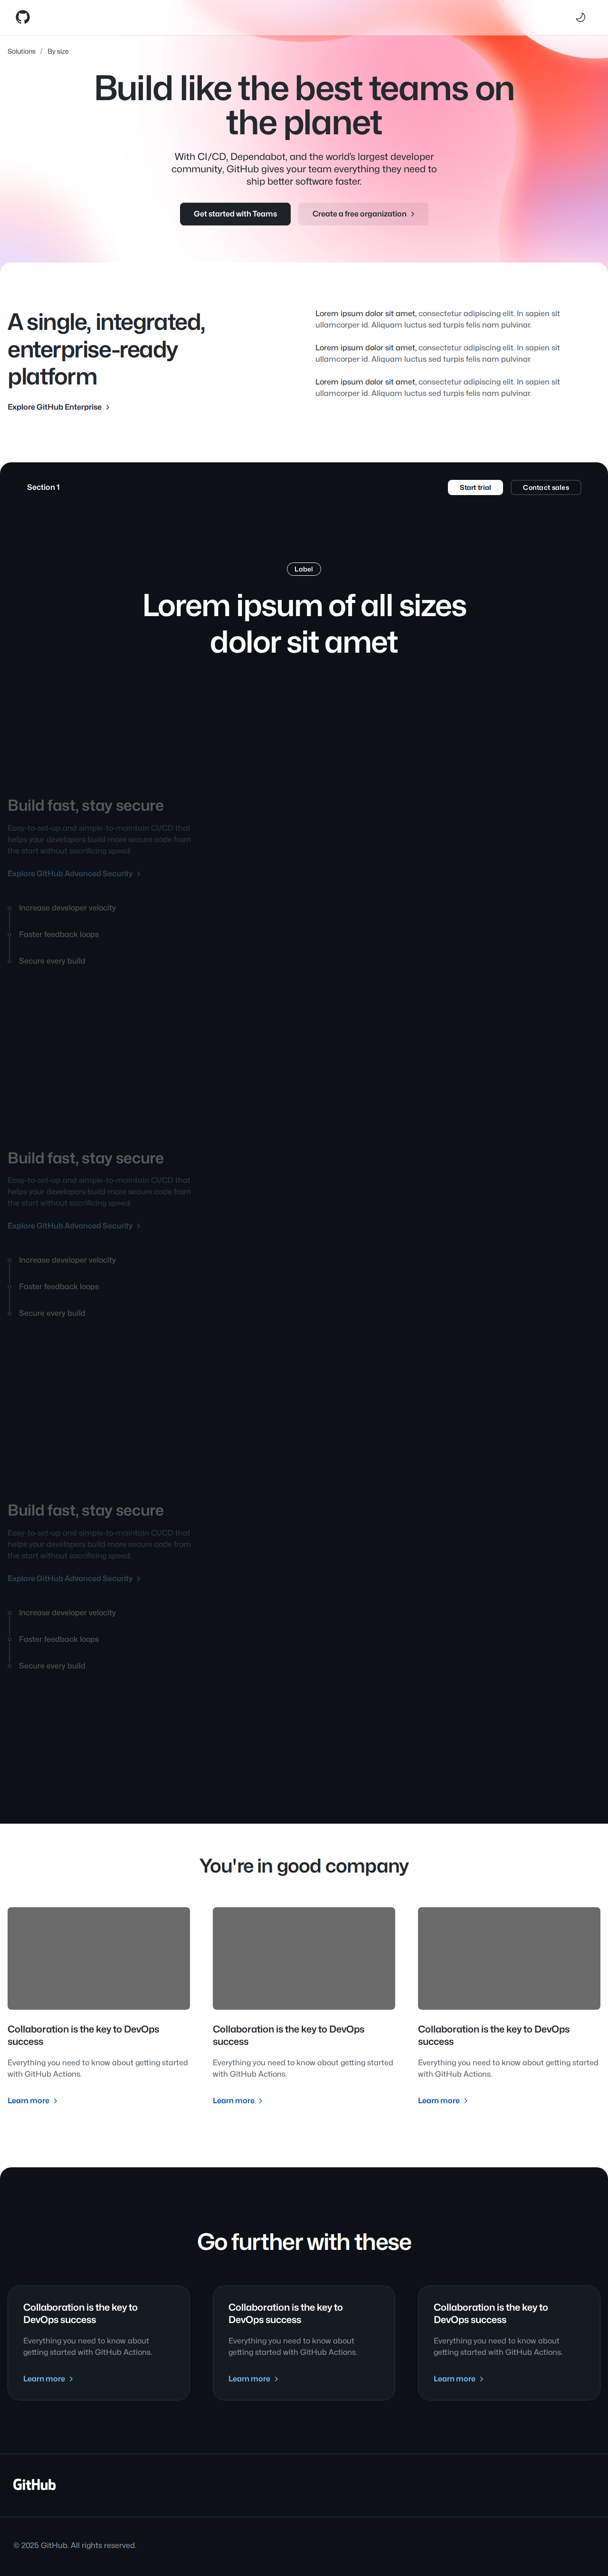 Solutions / By size
Build like the best teams on
the planet
With CI/CD, Dependabot, and the world's largest developer
community, GitHub gives your team everything they need to
ship better software faster.
Get started with Teams
Create a free organization
A single, integrated,
enterprise-ready
platform
Explore GitHub Enterprise
Lorem ipsum dolor sit amet, consectetur adipiscing elit. In sapien sit
ullamcorper id. Aliquam luctus sed turpis felis nam pulvinar.
Lorem ipsum dolor sit amet, consectetur adipiscing elit. In sapien sit
ullamcorper id. Aliquam luctus sed turpis felis nam pulvinar.
Lorem ipsum dolor sit amet, consectetur adipiscing elit. In sapien sit
ullamcorper id. Aliquam luctus sed turpis felis nam pulvinar.
Section 1
Start trial
Contact sales
Label
Lorem ipsum of all sizes
dolor sit amet
Build fast, stay secure
Easy-to-set-up and simple-to-maintain CI/CD that
helps your developers build more secure code from
the start without sacrificing speed.
Explore GitHub Advanced Security
Increase developer velocity
Faster feedback loops
Secure every build
Build fast, stay secure
Easy-to-set-up and simple-to-maintain CI/CD that
helps your developers build more secure code from
the start without sacrificing speed.
Explore GitHub Advanced Security
Increase developer velocity
Faster feedback loops
Secure every build
Build fast, stay secure
Easy-to-set-up and simple-to-maintain CI/CD that
helps your developers build more secure code from
the start without sacrificing speed.
Explore GitHub Advanced Security
Increase developer velocity
Faster feedback loops
Secure every build
You're in good company
Collaboration is the key to DevOps
success
Everything you need to know about getting started
with GitHub Actions.
Learn more
Collaboration is the key to DevOps
success
Everything you need to know about getting started
with GitHub Actions.
Learn more
Collaboration is the key to DevOps
success
Everything you need to know about getting started
with GitHub Actions.
Learn more
Go further with these
Collaboration is the key to
DevOps success
Everything you need to know about
getting started with GitHub Actions.
Learn more
Collaboration is the key to
DevOps success
Everything you need to know about
getting started with GitHub Actions.
Learn more
Collaboration is the key to
DevOps success
Everything you need to know about
getting started with GitHub Actions.
Learn more
GitHub
© 2025 GitHub. All rights reserved.